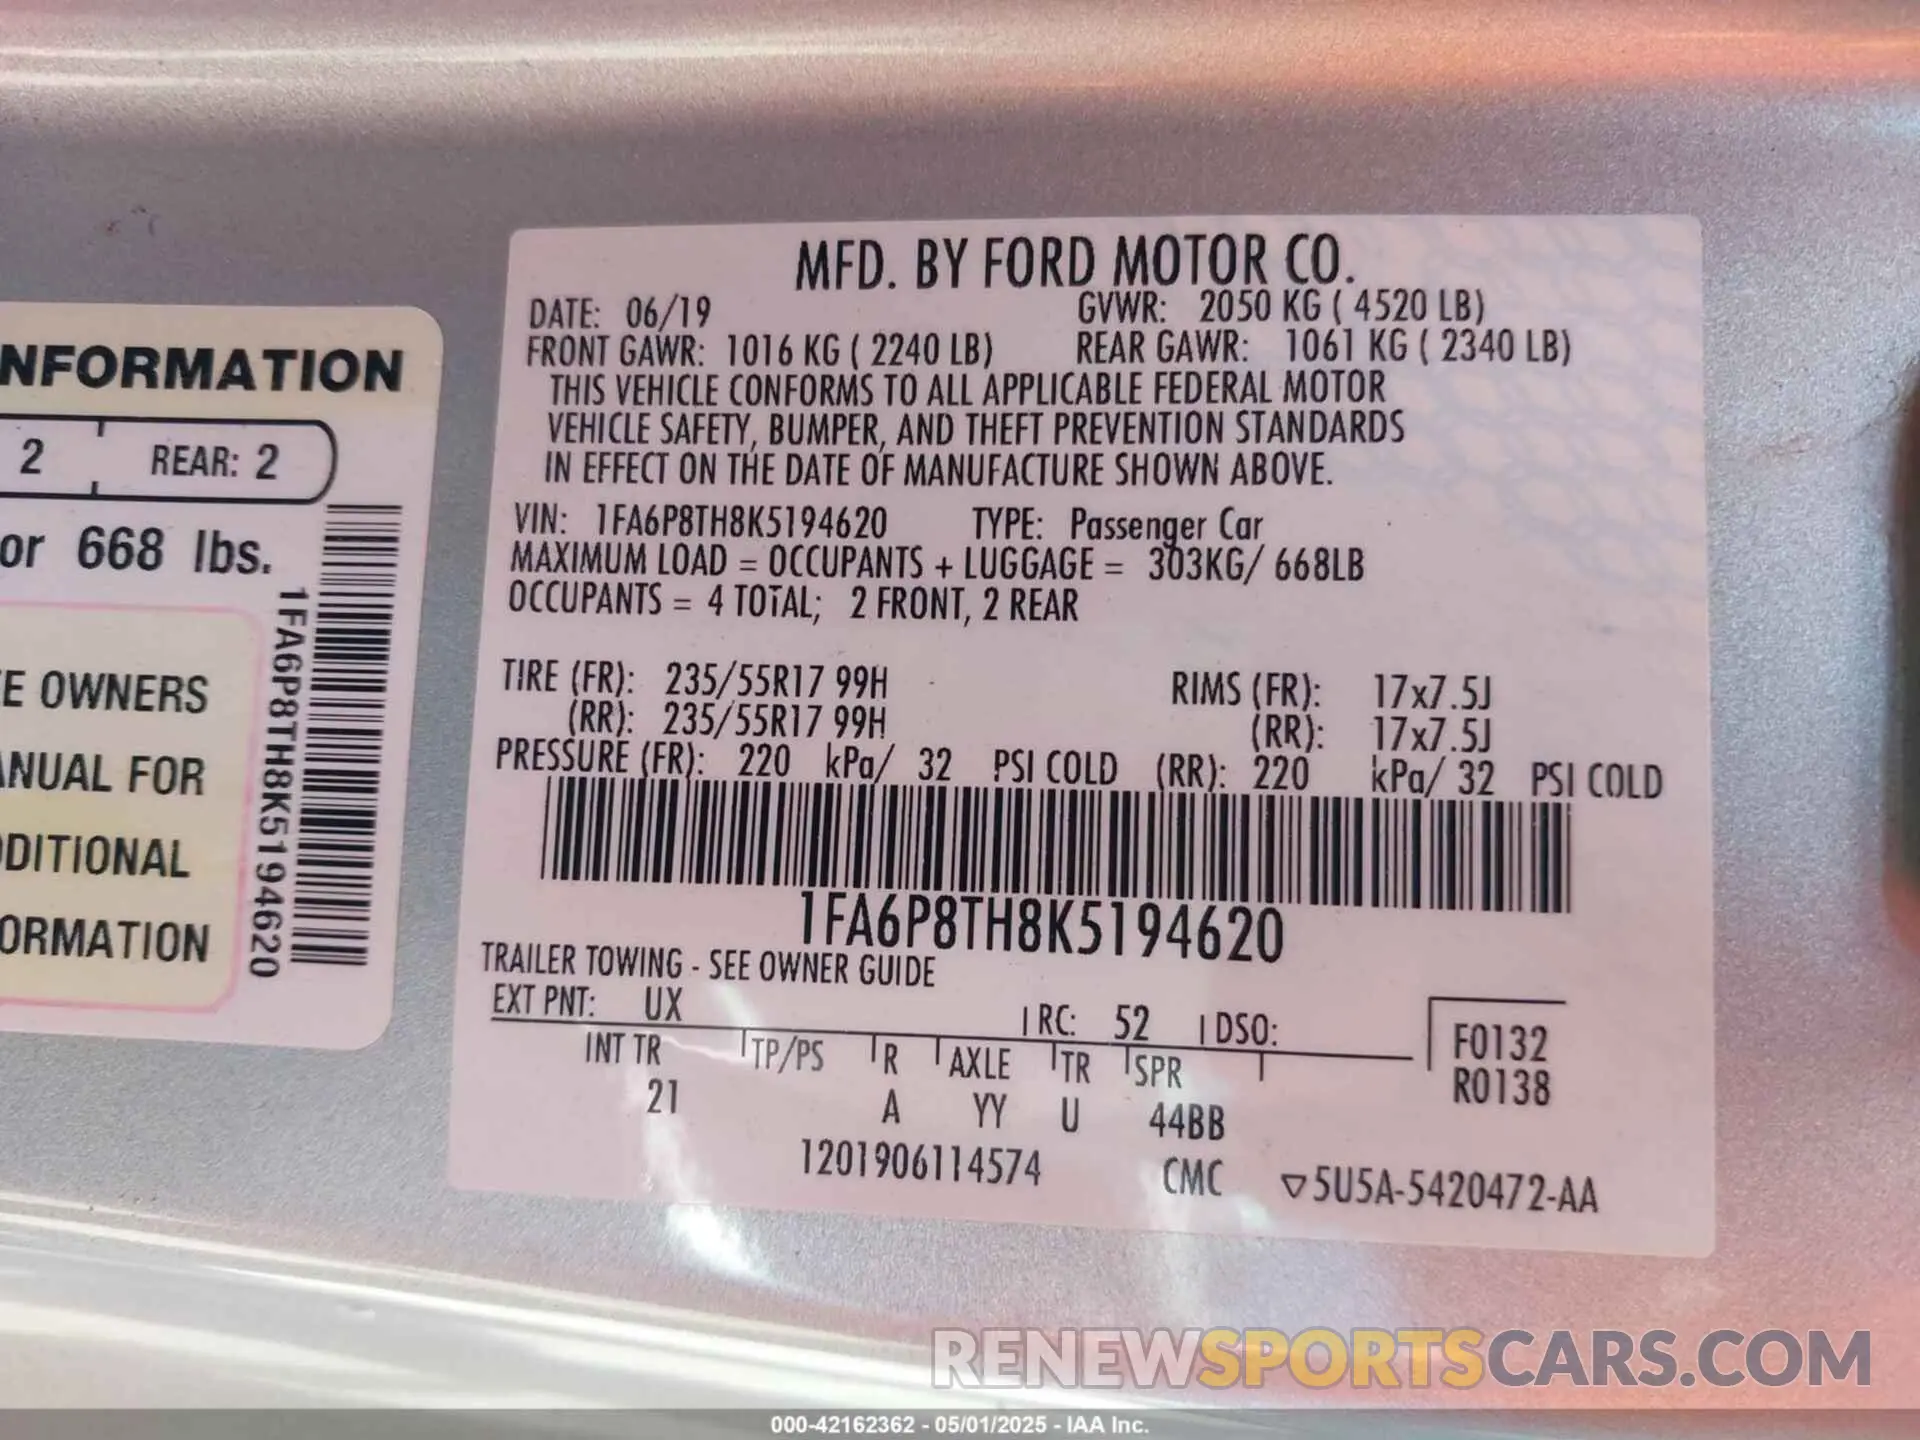 NFORMATION
2 REAR: 2
or 668 lbs.
1FA6P8TH8K5194620
E OWNERS
ANUAL FOR
DDITIONAL
ORMATION
MFD. BY FORD MOTOR CO.
DATE: 06/19 GVWR: 2050 KG ( 4520 LB)
FRONT GAWR: 1016 KG ( 2240 LB) REAR GAWR: 1061 KG ( 2340 LB)
THIS VEHICLE CONFORMS TO ALL APPLICABLE FEDERAL MOTOR
VEHICLE SAFETY, BUMPER, AND THEFT PREVENTION STANDARDS
IN EFFECT ON THE DATE OF MANUFACTURE SHOWN ABOVE.
VIN: 1FA6P8TH8K5194620 TYPE: Passenger Car
MAXIMUM LOAD = OCCUPANTS + LUGGAGE = 303KG/ 668LB
OCCUPANTS = 4 TOTAL; 2 FRONT, 2 REAR
TIRE (FR): 235/55R17 99H RIMS (FR): 17x7.5J
(RR): 235/55R17 99H (RR): 17x7.5J
PRESSURE (FR): 220 kPa/ 32 PSI COLD (RR): 220 kPa/ 32 PSI COLD
1FA6P8TH8K5194620
TRAILER TOWING - SEE OWNER GUIDE
EXT PNT: UX RC: 52 DSO:
F0132
R0138
INT TR TP/PS R AXLE TR SPR
21 A YY U 44BB
1201906114574 CMC ▽5U5A-5420472-AA
RENEWSPORTSCARS.COM
000-42162362 - 05/01/2025 - IAA Inc.